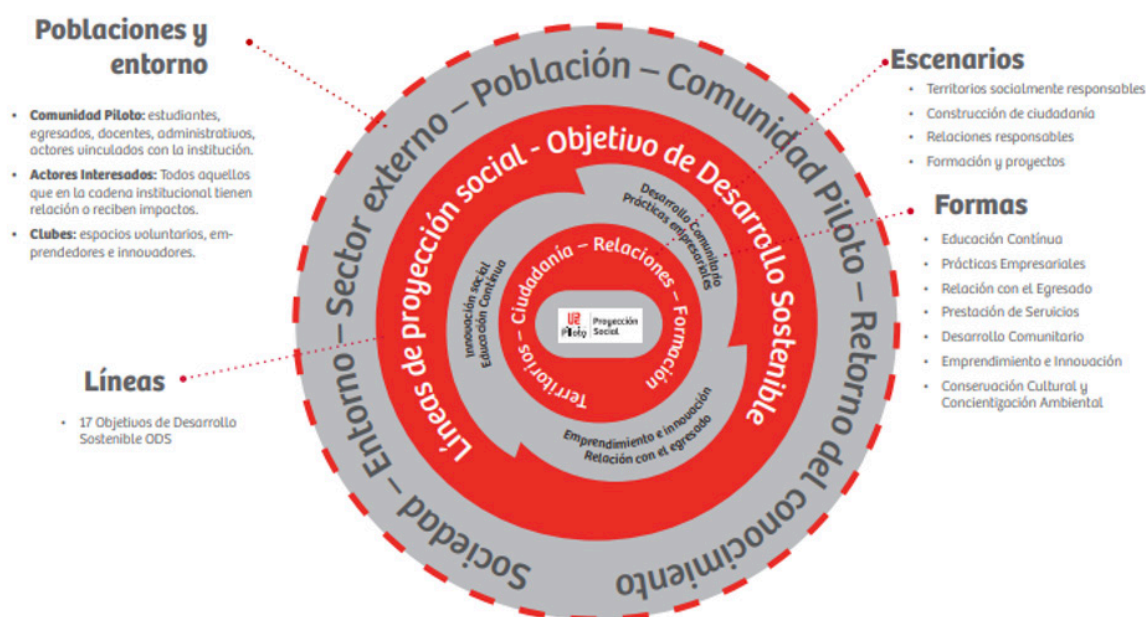 Poblaciones y
entorno
• Comunidad Piloto: estudiantes,
egresados, docentes, administrativos,
actores vinculados con la institución.
• Actores Interesados: Todos aquellos
que en la cadena institucional tienen
relación o reciben impactos.
• Clubes: espacios voluntarios, em-
prendedores e innovadores.
Líneas
• 17 Objetivos de Desarrollo
Sostenible ODS
Sociedad – Entorno – Sector externo – Población – Comunidad Piloto – Retorno del conocimiento
Líneas de proyección social - Objetivo de Desarrollo Sostenible
Innovación social
Educación Contínua
Desarrollo Comunitario
Prácticas empresariales
Emprendimiento e innovación
Relación con el egresado
Territorios – Ciudadanía – Relaciones – Formación
Piloto
Proyección
Social
Escenarios
• Territorios socialmente responsables
• Construcción de ciudadanía
• Relaciones responsables
• Formación y proyectos
Formas
• Educación Contínua
• Prácticas Empresariales
• Relación con el Egresado
• Prestación de Servicios
• Desarrollo Comunitario
• Emprendimiento e Innovación
• Conservación Cultural y
Concientización Ambiental